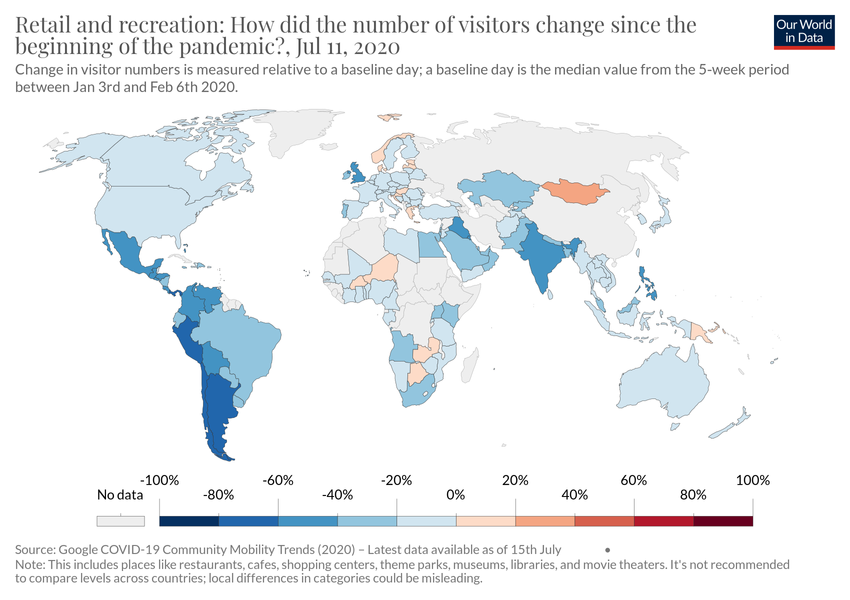 Retail and recreation: How did the number of visitors change since the
beginning of the pandemic?, Jul 11, 2020
Our World
in Data
Change in visitor numbers is measured relative to a baseline day; a baseline day is the median value from the 5-week period
between Jan 3rd and Feb 6th 2020.
-100% -60% -20% 20% 60% 100%
No data -80% -40% 0% 40% 80%
Source: Google COVID-19 Community Mobility Trends (2020) – Latest data available as of 15th July
Note: This includes places like restaurants, cafes, shopping centers, theme parks, museums, libraries, and movie theaters. It's not recommended
to compare levels across countries; local differences in categories could be misleading.